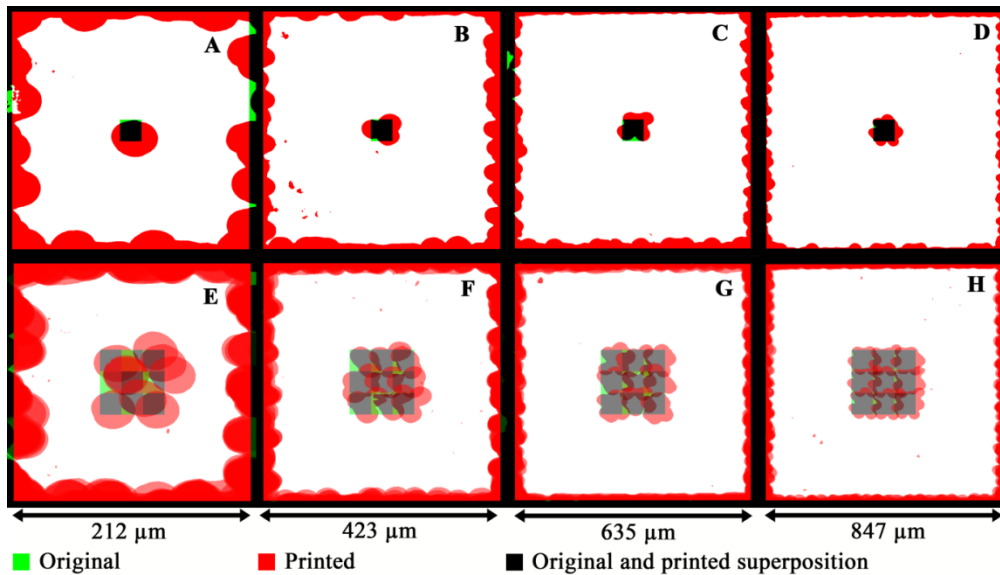 A B C D
E F G H
212 µm 423 µm 635 µm 847 µm
Original Printed Original and printed superposition